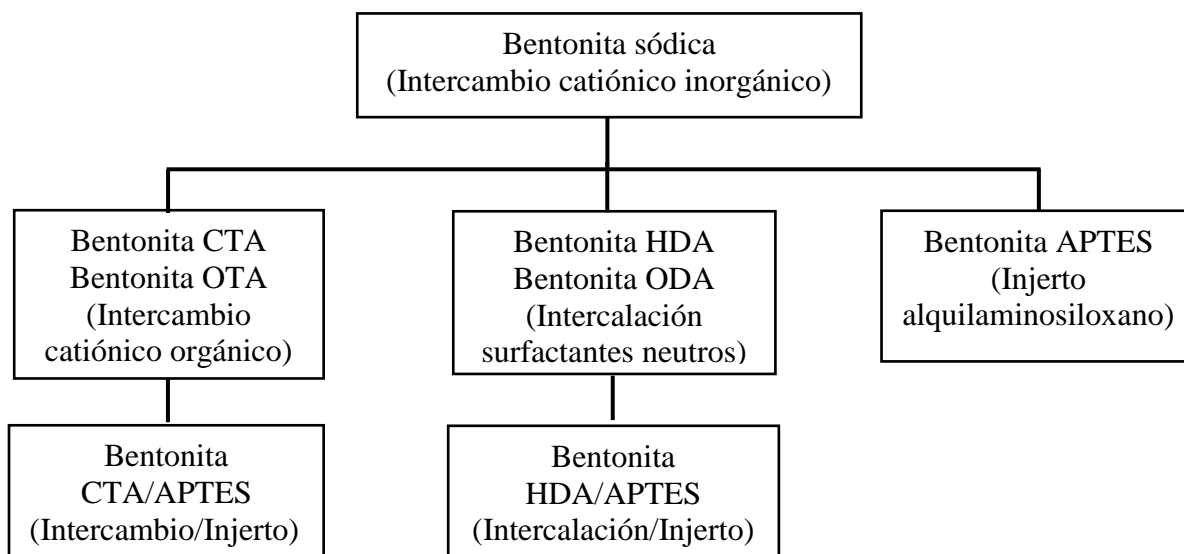 Bentonita sódica
(Intercambio catiónico inorgánico)
Bentonita CTA
Bentonita OTA
(Intercambio
catiónico orgánico)
Bentonita HDA
Bentonita ODA
(Intercalación
surfactantes neutros)
Bentonita APTES
(Injerto
alquilaminosiloxano)
Bentonita
CTA/APTES
(Intercambio/Injerto)
Bentonita
HDA/APTES
(Intercalación/Injerto)